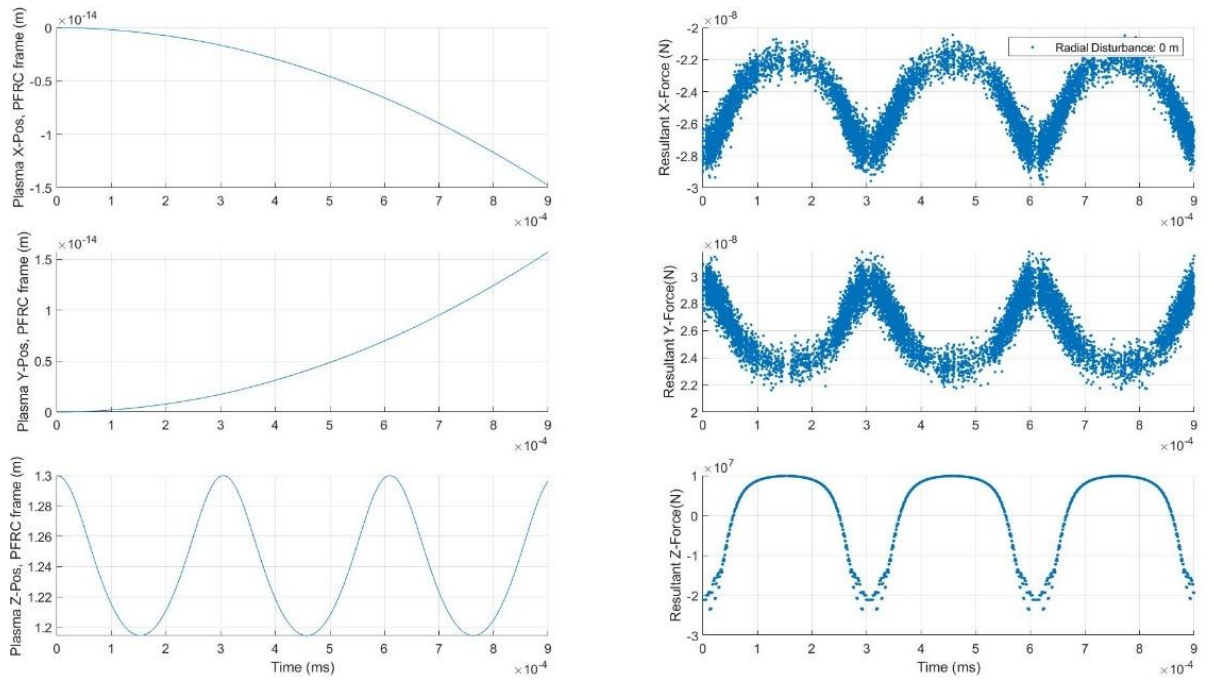 ×10-14
Plasma X-Pos, PFRC frame (m)
0
-0.5
-1
-1.5
0 1 2 3 4 5 6 7 8 9
×10-4
×10-8
Resultant X-Force (N)
Radial Disturbance: 0 m
-2
-2.2
-2.4
-2.6
-2.8
-3
0 1 2 3 4 5 6 7 8 9
×10-4
×10-14
Plasma Y-Pos, PFRC frame (m)
1.5
1
0.5
0
0 1 2 3 4 5 6 7 8 9
×10-4
×10-8
Resultant Y-Force(N)
3
2.8
2.6
2.4
2.2
2
0 1 2 3 4 5 6 7 8 9
×10-4
Plasma Z-Pos, PFRC frame (m)
1.3
1.28
1.26
1.24
1.22
1.2
0 1 2 3 4 5 6 7 8 9
Time (ms)
×10-4
×107
Resultant Z-Force(N)
1
0
-1
-2
-3
0 1 2 3 4 5 6 7 8 9
Time (ms)
×10-4